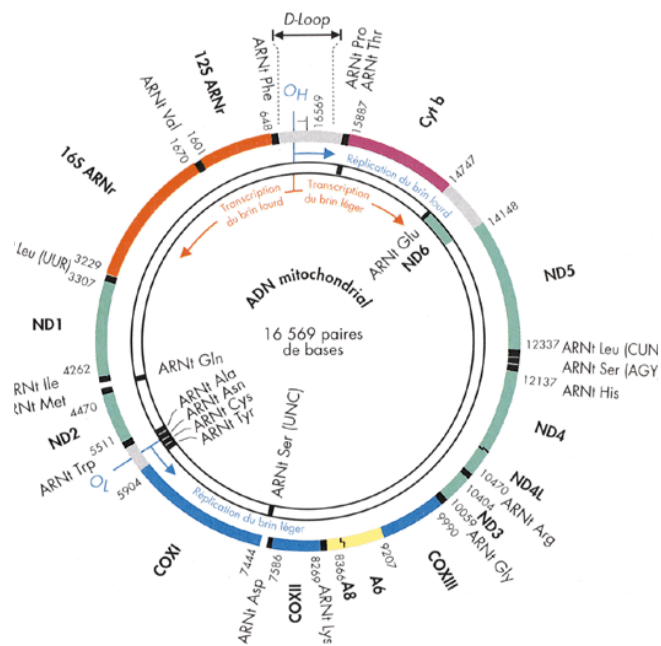 D-Loop
ARNt Pro
ARNt Thr
15887
Cyt b
14747
14148
ND5
12337
ARNt Leu (CUN
ARNt Ser (AGY)
12137
ARNt His
ND4
ND4L
10470
ARNt Arg
10404
ND3
10059
ARNt Gly
9990
COXIII
9207
A6
A8
8366
ARNt Lys
8269
COXII
7586
ARNt Asp
7444
COXI
5904
OL
ARNt Trp
5511
ND2
4470
RNt Met
ARNt Ile
4262
ND1
3307
3229
Leu (UUR)
16S ARNr
1670
1601
ARNt Val
12S ARNr
648
ARNt Phe
OH
16569
Réplication du brin lourd
Transcription
du brin lourd
Transcription
du brin léger
ARNt Glu
ND6
ADN mitochondrial
16 569 paires
de bases
ARNt Gln
ARNt Ala
ARNt Asn
ARNt Cys
ARNt Tyr
ARNt Ser (UNC)
Réplication du brin léger